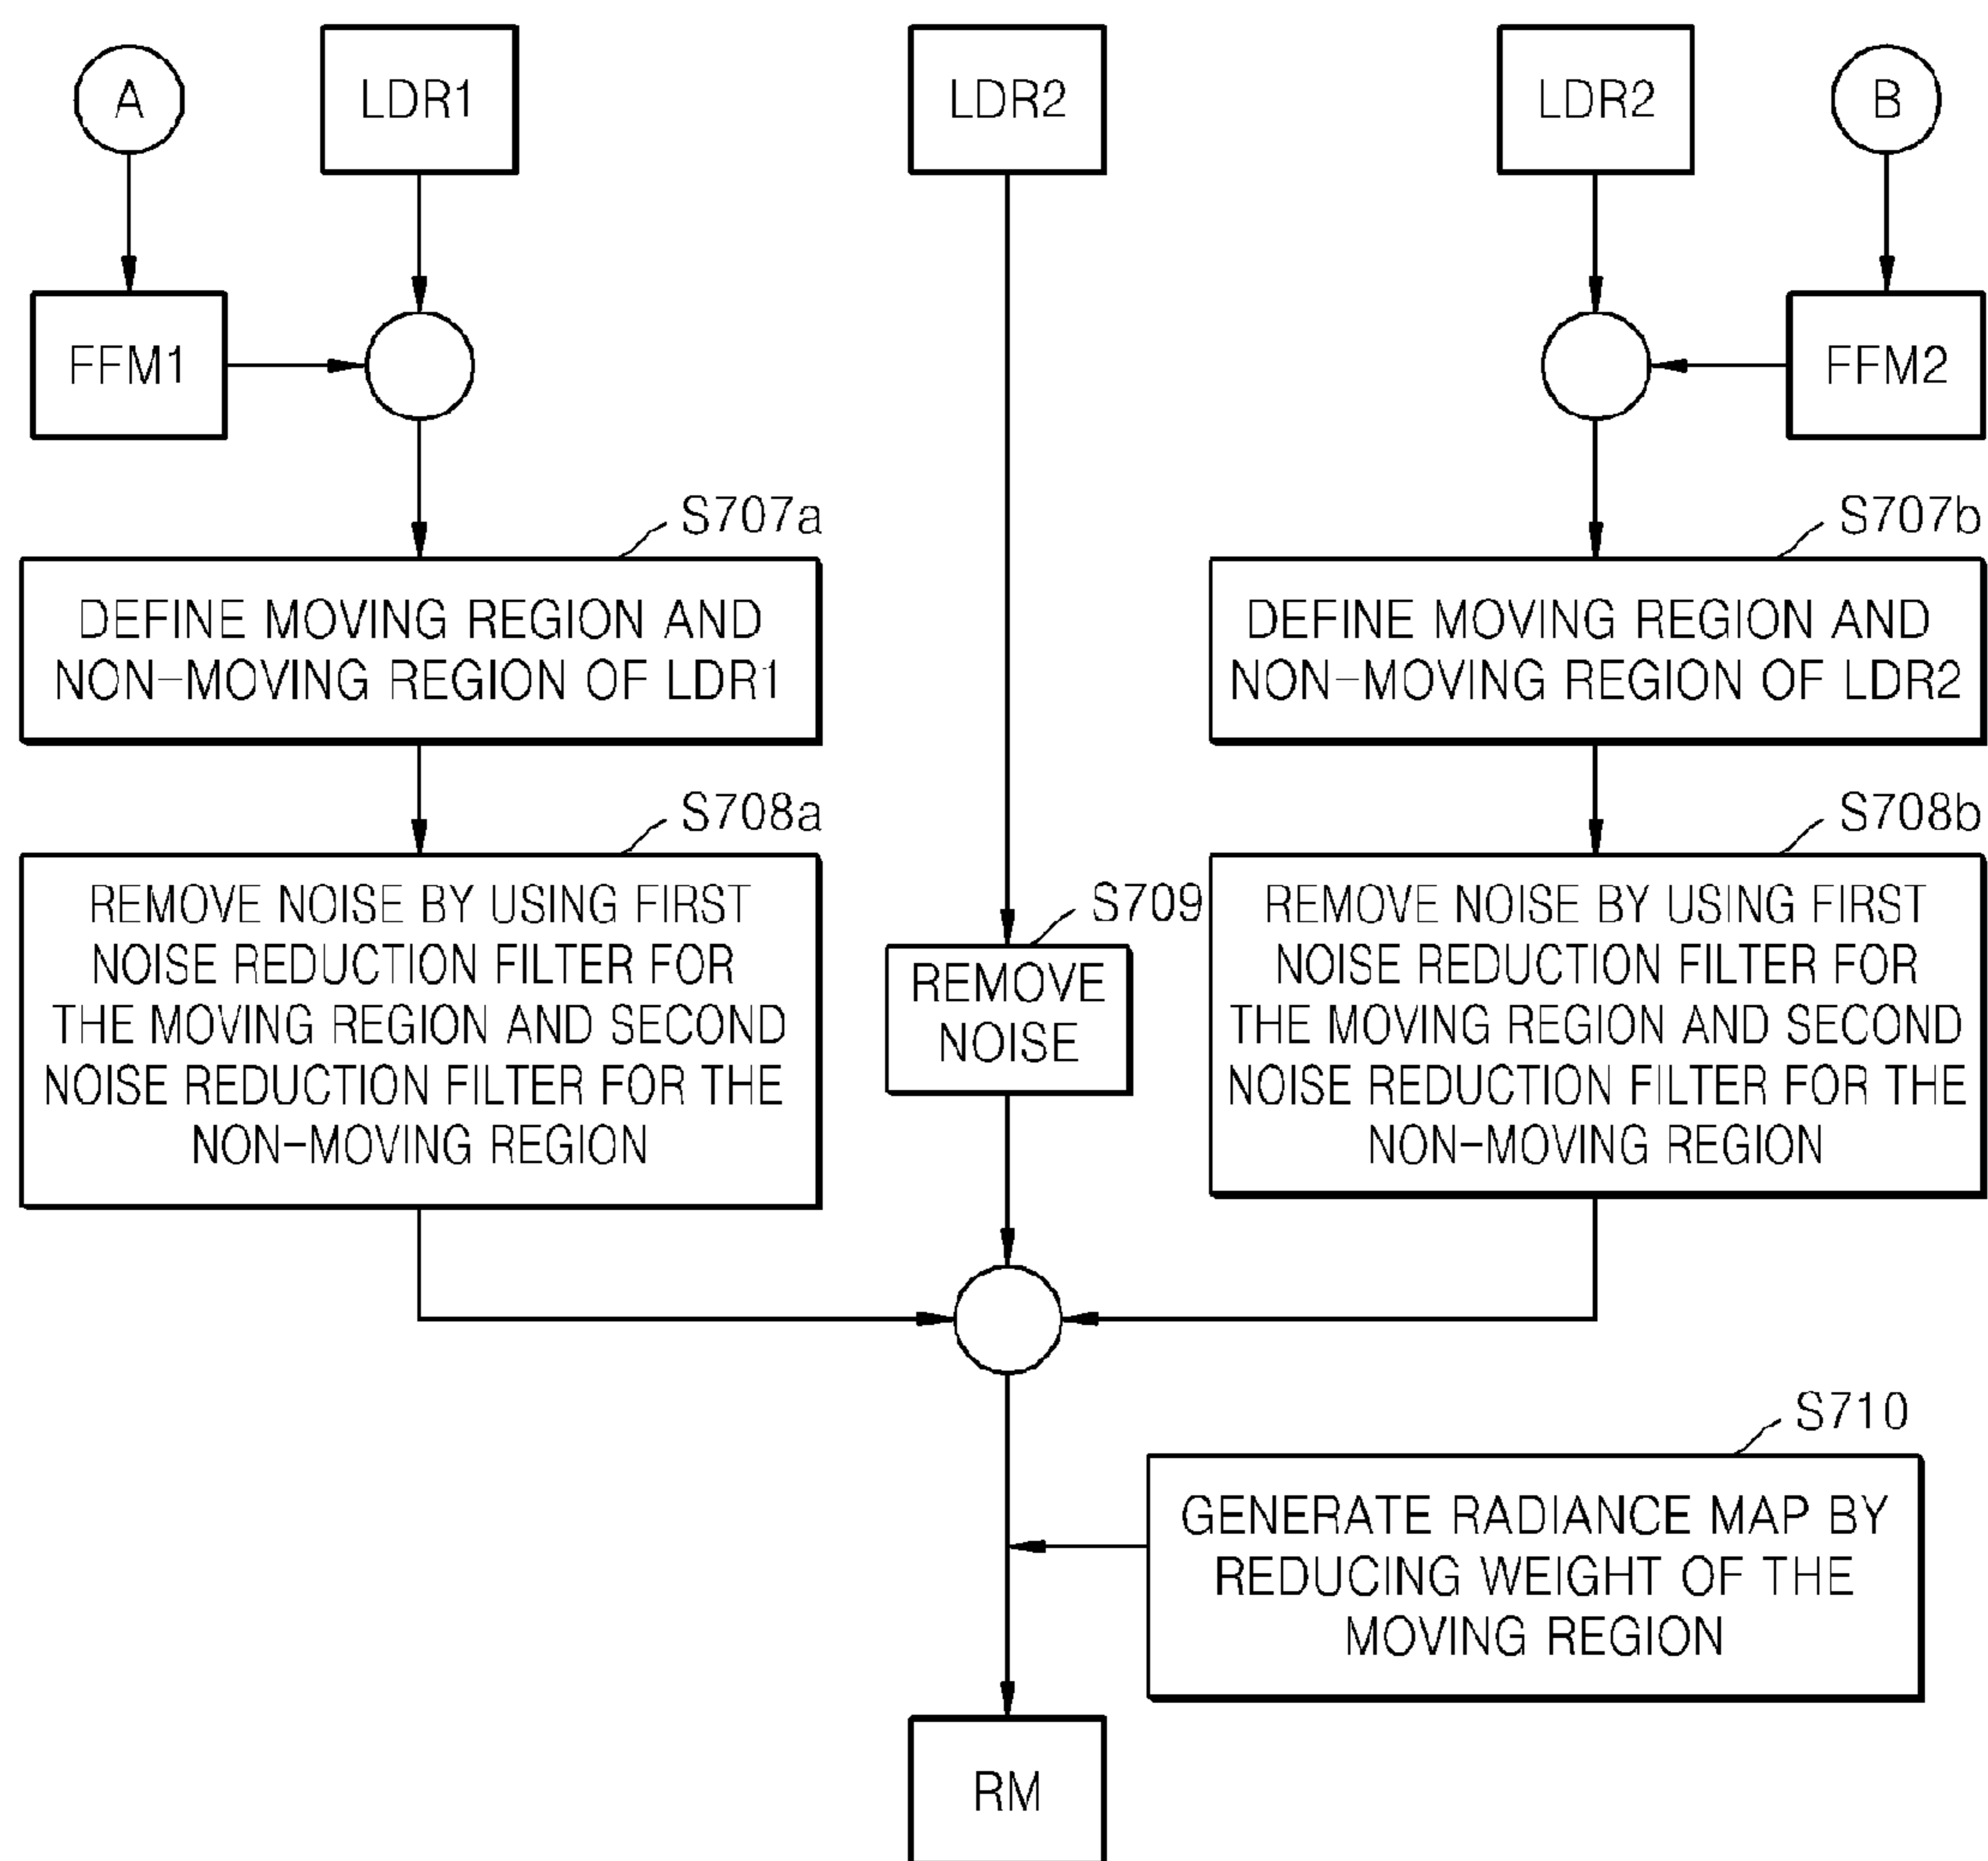 A
LDR1
LDR2
LDR2
B
FFM1
FFM2
S707a
DEFINE MOVING REGION AND
NON-MOVING REGION OF LDR1
S707b
DEFINE MOVING REGION AND
NON-MOVING REGION OF LDR2
S708a
REMOVE NOISE BY USING FIRST
NOISE REDUCTION FILTER FOR
THE MOVING REGION AND SECOND
NOISE REDUCTION FILTER FOR THE
NON-MOVING REGION
S709
REMOVE
NOISE
S708b
REMOVE NOISE BY USING FIRST
NOISE REDUCTION FILTER FOR
THE MOVING REGION AND SECOND
NOISE REDUCTION FILTER FOR THE
NON-MOVING REGION
S710
GENERATE RADIANCE MAP BY
REDUCING WEIGHT OF THE
MOVING REGION
RM